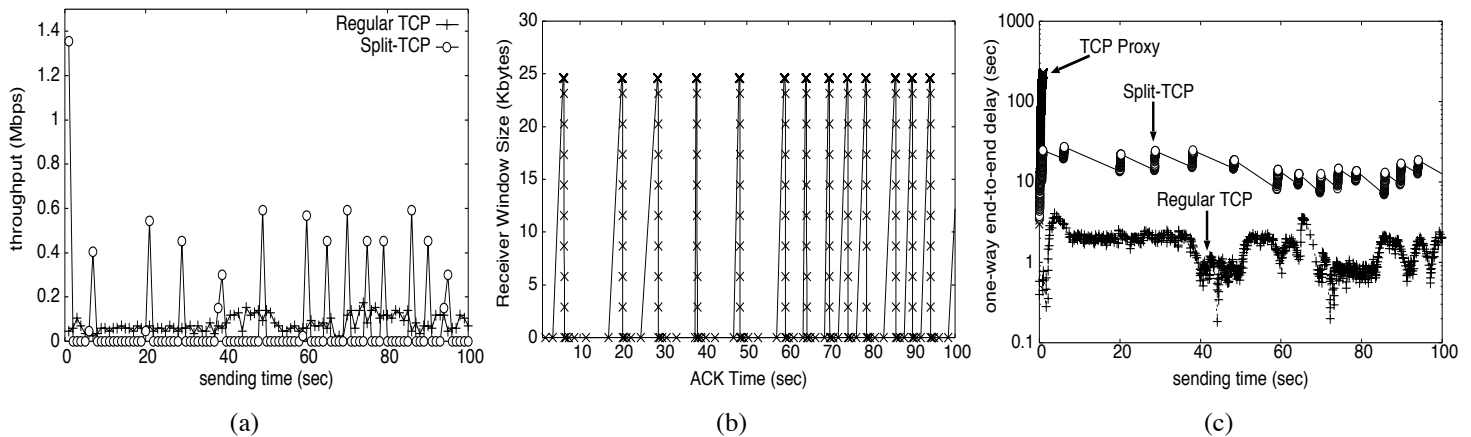 Regular TCP
Split-TCP
throughput (Mbps)
1.4
1.2
1
0.8
0.6
0.4
0.2
0
0 20 40 60 80 100
sending time (sec)
(a)
Receiver Window Size (Kbytes)
30
25
20
15
10
5
0
10 20 30 40 50 60 70 80 90 100
ACK Time (sec)
(b)
one-way end-to-end delay (sec)
1000
100
10
1
0.1
TCP Proxy
Split-TCP
Regular TCP
0 20 40 60 80 100
sending time (sec)
(c)